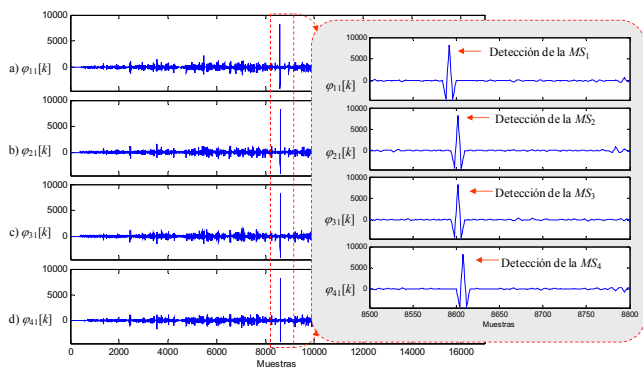 10000
5000
0
a) φ11[k]
10000
5000
0
b) φ21[k]
10000
5000
0
c) φ31[k]
10000
5000
0
d) φ41[k]
0 2000 4000 6000 8000 10000 14000 16000
Muestras
10000
5000
0
φ11[k]
Detección de la MS1
10000
5000
0
φ21[k]
Detección de la MS2
10000
5000
0
φ31[k]
Detección de la MS3
10000
5000
0
φ41[k]
Detección de la MS4
8500 8550 8600 8650 8700 8750 8800
Muestras